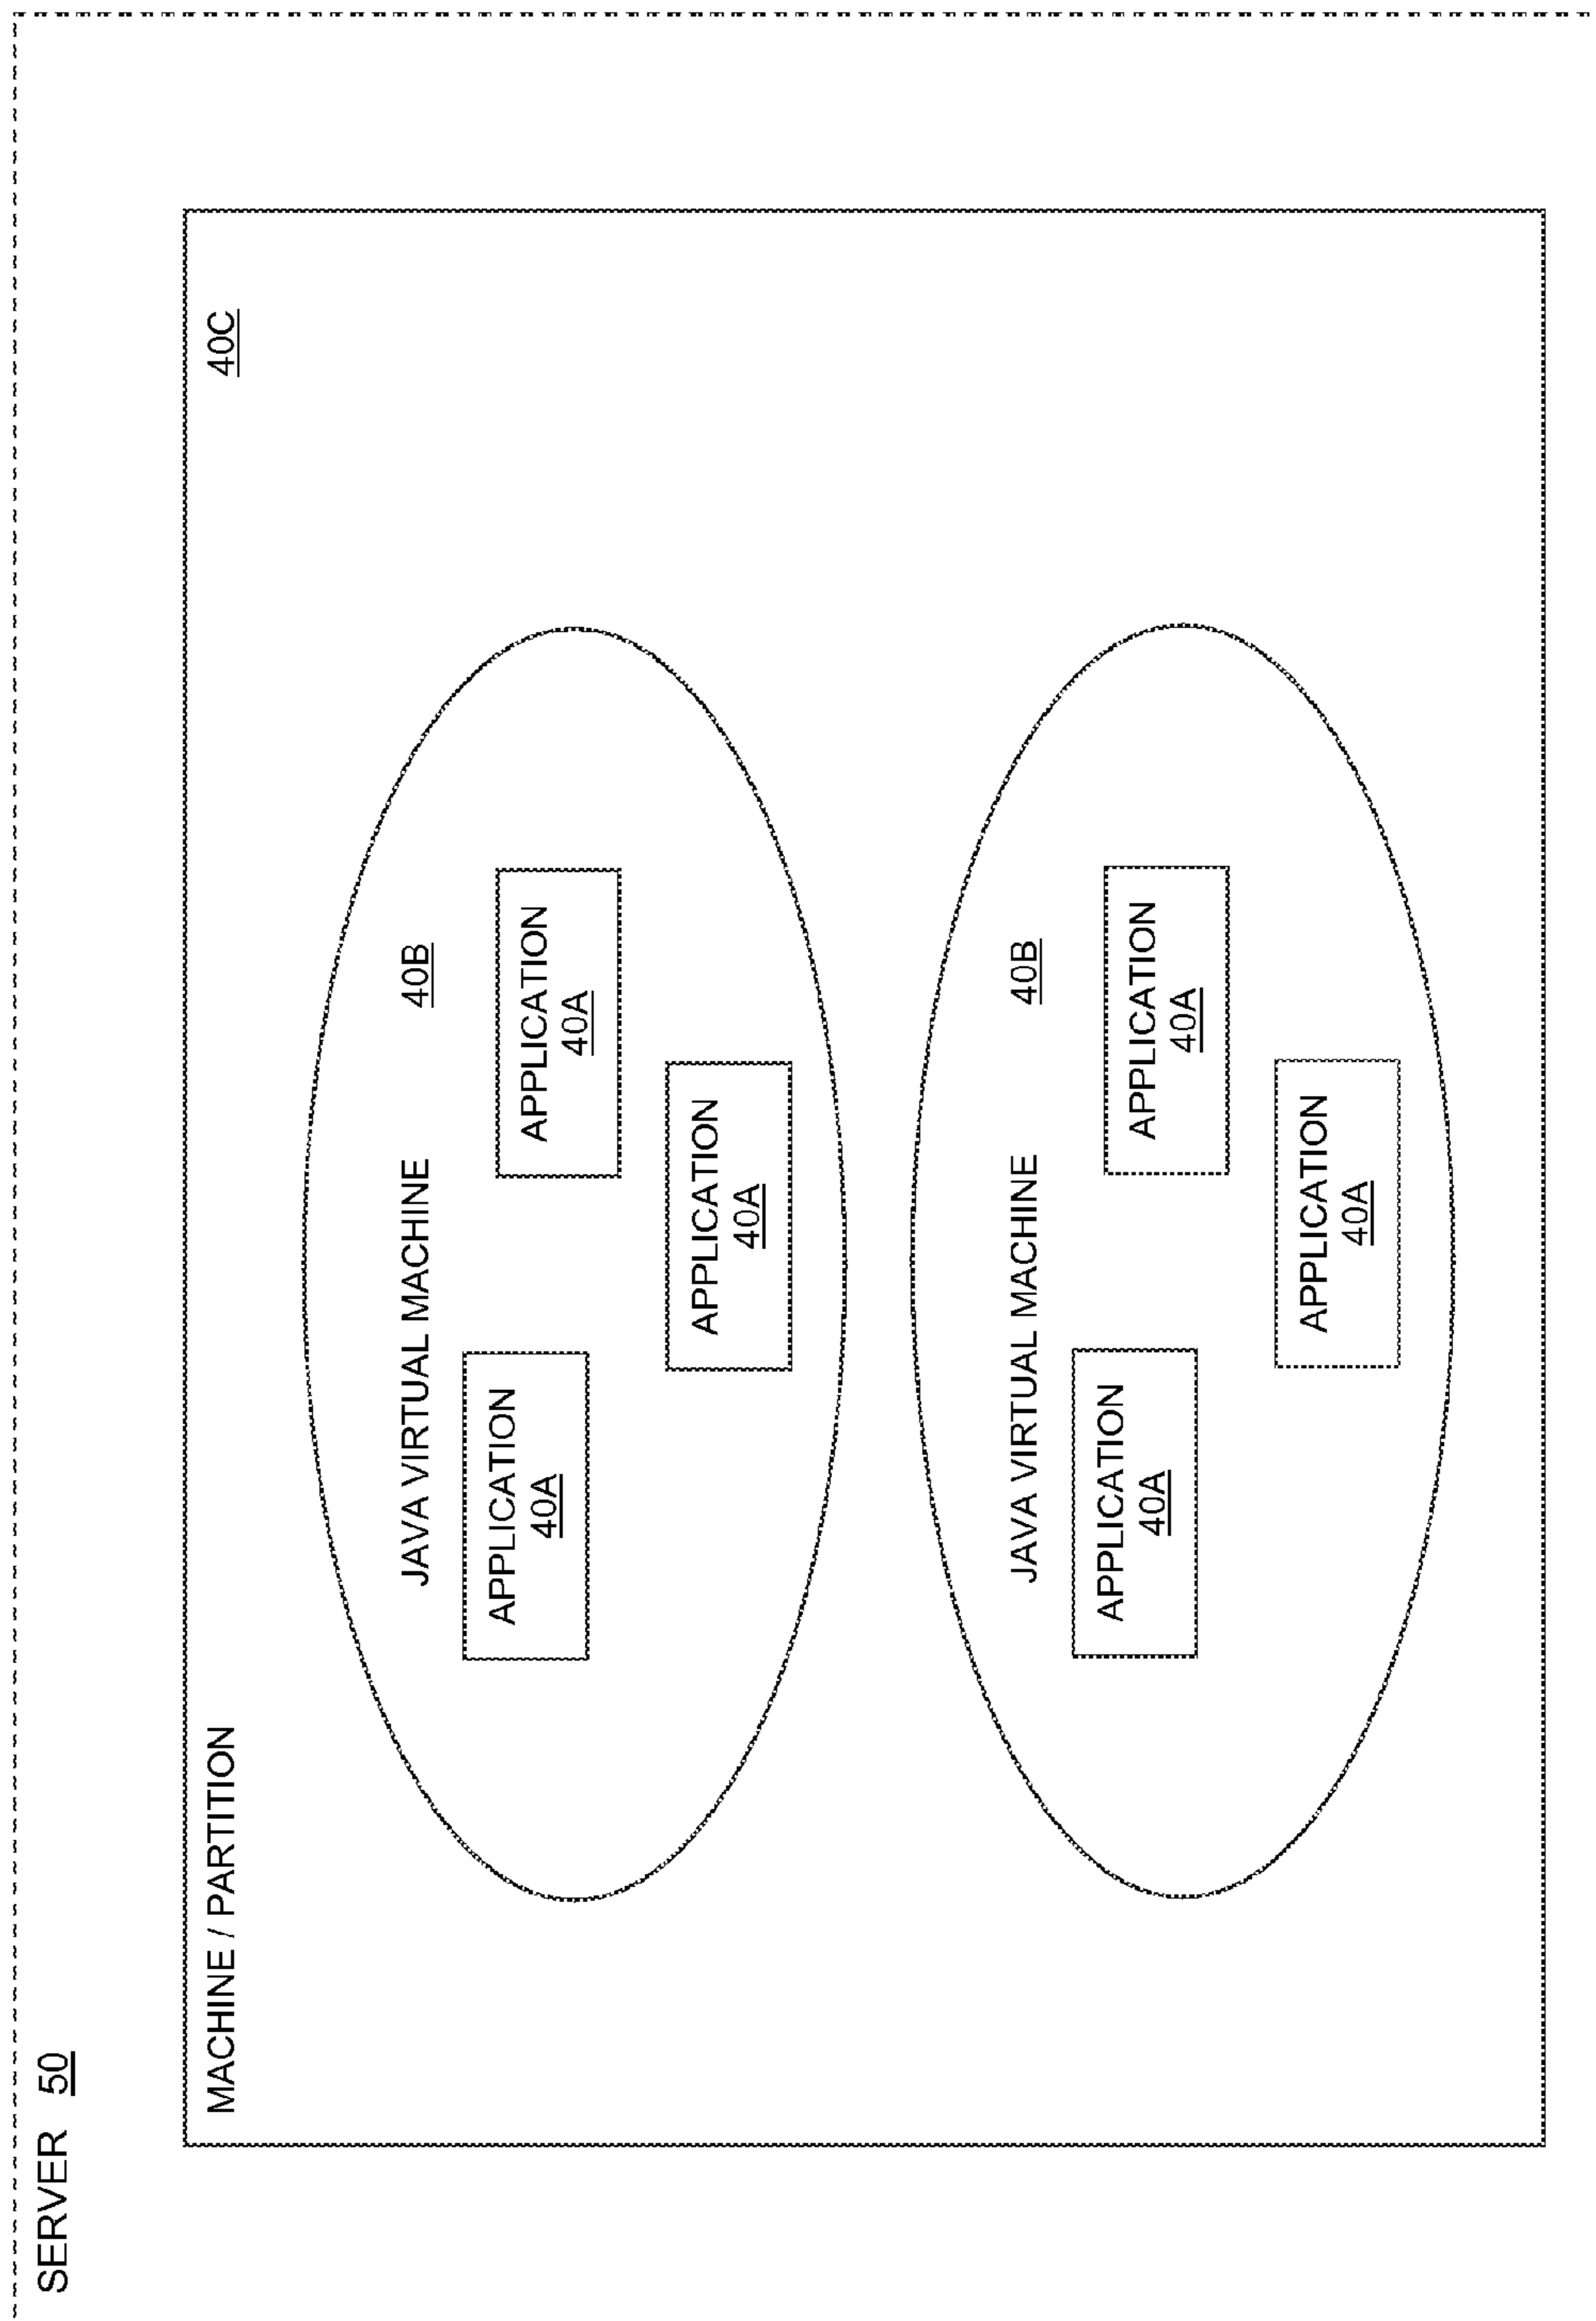 SERVER 50
MACHINE / PARTITION
40C
JAVA VIRTUAL MACHINE
40B
APPLICATION
40A
APPLICATION
40A
APPLICATION
40A
JAVA VIRTUAL MACHINE
40B
APPLICATION
40A
APPLICATION
40A
APPLICATION
40A